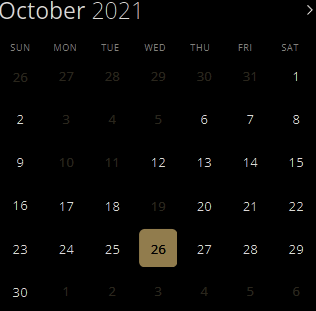 October 2021
SUN MON TUE WED THU FRI SAT
26 27 28 29 30 31 1
2 3 4 5 6 7 8
9 10 11 12 13 14 15
16 17 18 19 20 21 22
23 24 25 26 27 28 29
30 1 2 3 4 5 6